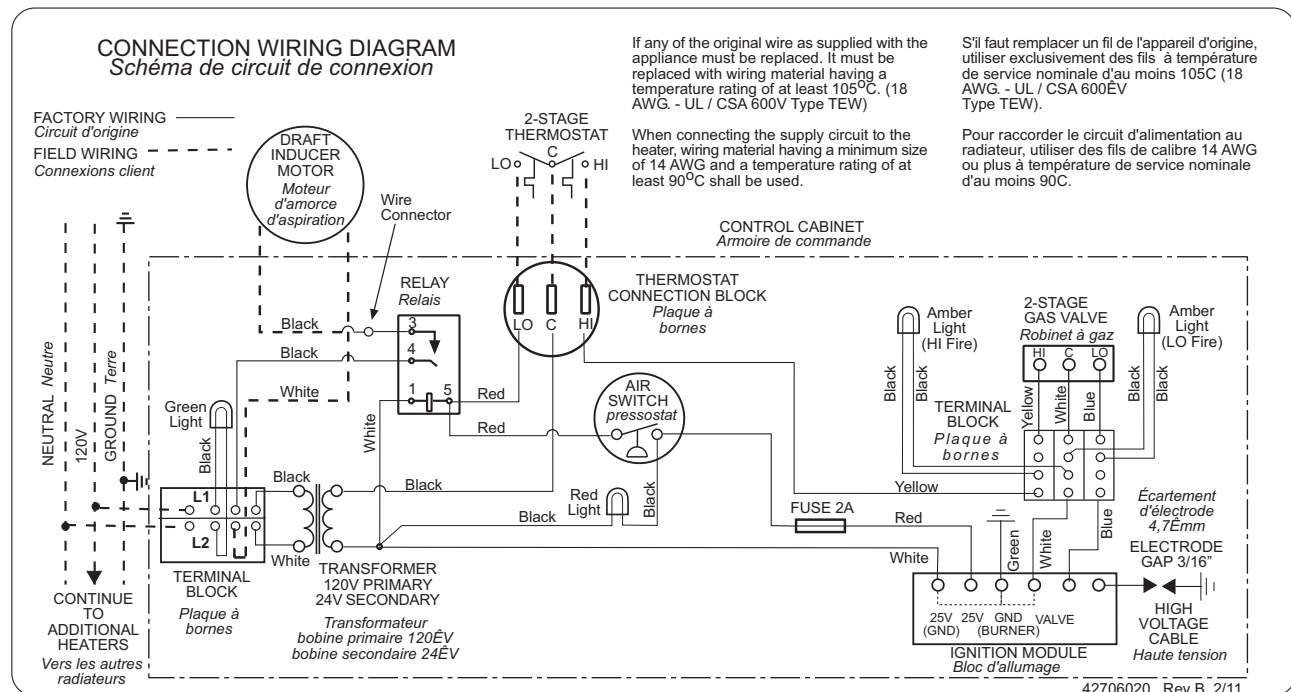 CONNECTION WIRING DIAGRAM
Schéma de circuit de connexion
If any of the original wire as supplied with the
appliance must be replaced. It must be
replaced with wiring material having a
temperature rating of at least 105°C. (18
AWG. - UL / CSA 600V Type TEW)
When connecting the supply circuit to the
heater, wiring material having a minimum size
of 14 AWG and a temperature rating of at
least 90°C shall be used.
S'il faut remplacer un fil de l'appareil d'origine,
utiliser exclusivement des fils à température
de service nominale d'au moins 105C (18
AWG. - UL / CSA 600ÊV
Type TEW).
Pour raccorder le circuit d'alimentation au
radiateur, utiliser des fils de calibre 14 AWG
ou plus à température de service nominale
d'au moins 90C.
FACTORY WIRING
Circuit d'origine
FIELD WIRING
Connexions client
DRAFT
INDUCER
MOTOR
Moteur
d'amorce
d'aspiration
Wire
Connector
2-STAGE
THERMOSTAT
LO
C
HI
CONTROL CABINET
Armoire de commande
THERMOSTAT
CONNECTION BLOCK
Plaque à
bornes
LO
C
HI
RELAY
Relais
3
4
1
5
Black
Black
White
White
Red
Red
AIR
SWITCH
pressostat
Amber
Light
(HI Fire)
2-STAGE
GAS VALVE
Robinet à gaz
HI
C
LO
Amber
Light
(LO Fire)
Black
Black
Yellow
White
Blue
Black
Black
TERMINAL
BLOCK
Plaque à
bornes
Yellow
NEUTRAL Neutre
120V
GROUND Terre
Green
Light
Black
L1
L2
Black
White
TERMINAL
BLOCK
Plaque à
bornes
TRANSFORMER
120V PRIMARY
24V SECONDARY
Transformateur
bobine primaire 120ÊV
bobine secondaire 24ÊV
Black
Black
Red
Light
Black
FUSE 2A
Red
White
Green
White
Blue
Écartement
d'électrode
4,7Êmm
ELECTRODE
GAP 3/16”
HIGH
VOLTAGE
CABLE
Haute tension
25V
(GND)
25V
GND
(BURNER)
VALVE
IGNITION MODULE
Bloc d'allumage
CONTINUE
TO
ADDITIONAL
HEATERS
Vers les autres
radiateurs
42706020 Rev B 2/11